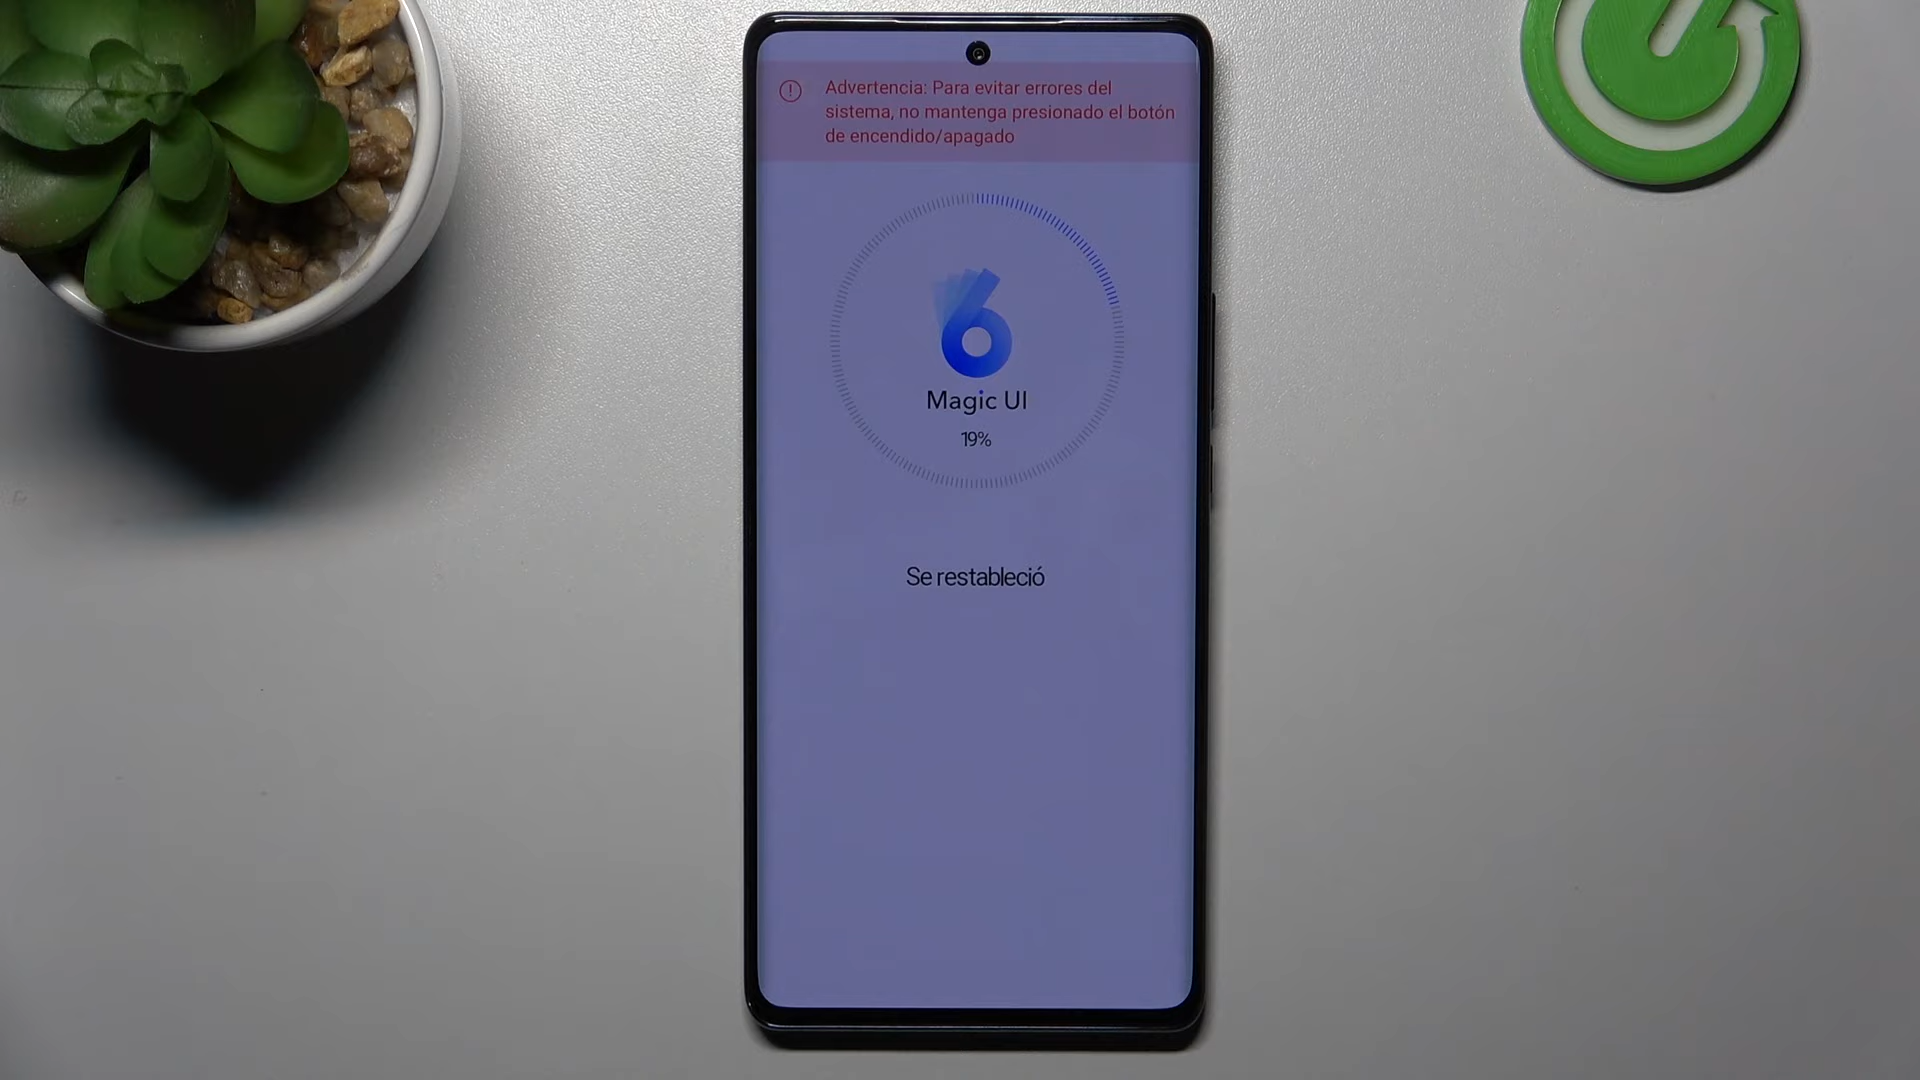 Advertencia: Para evitar errores del
sistema, no mantenga presionado el botón
de encendido/apagado
6
Magic UI
19%
Se restableció